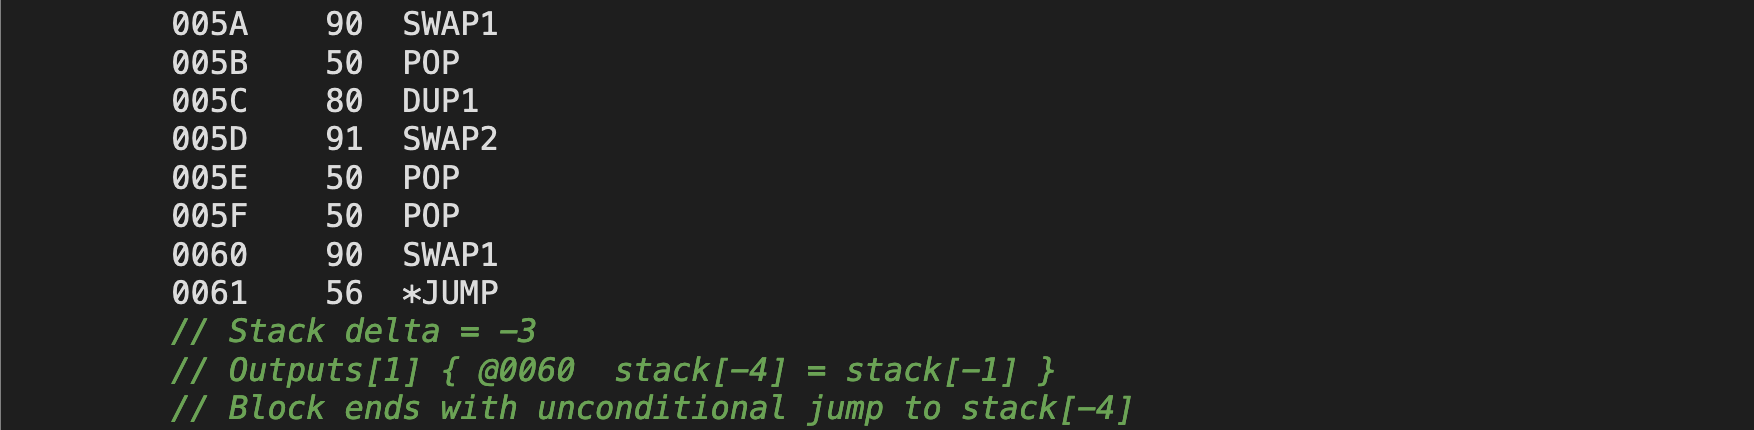 005A    90  SWAP1
005B    50  POP
005C    80  DUP1
005D    91  SWAP2
005E    50  POP
005F    50  POP
0060    90  SWAP1
0061    56  *JUMP
// Stack delta = -3
// Outputs[1] { @0060  stack[-4] = stack[-1] }
// Block ends with unconditional jump to stack[-4]